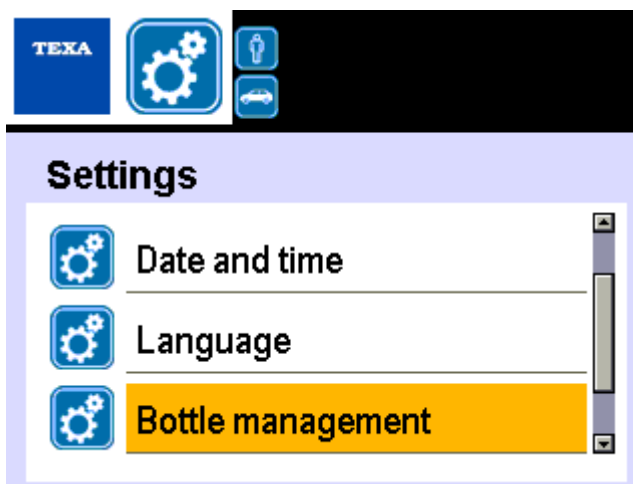 TEXA
Settings
Date and time
Language
Bottle management